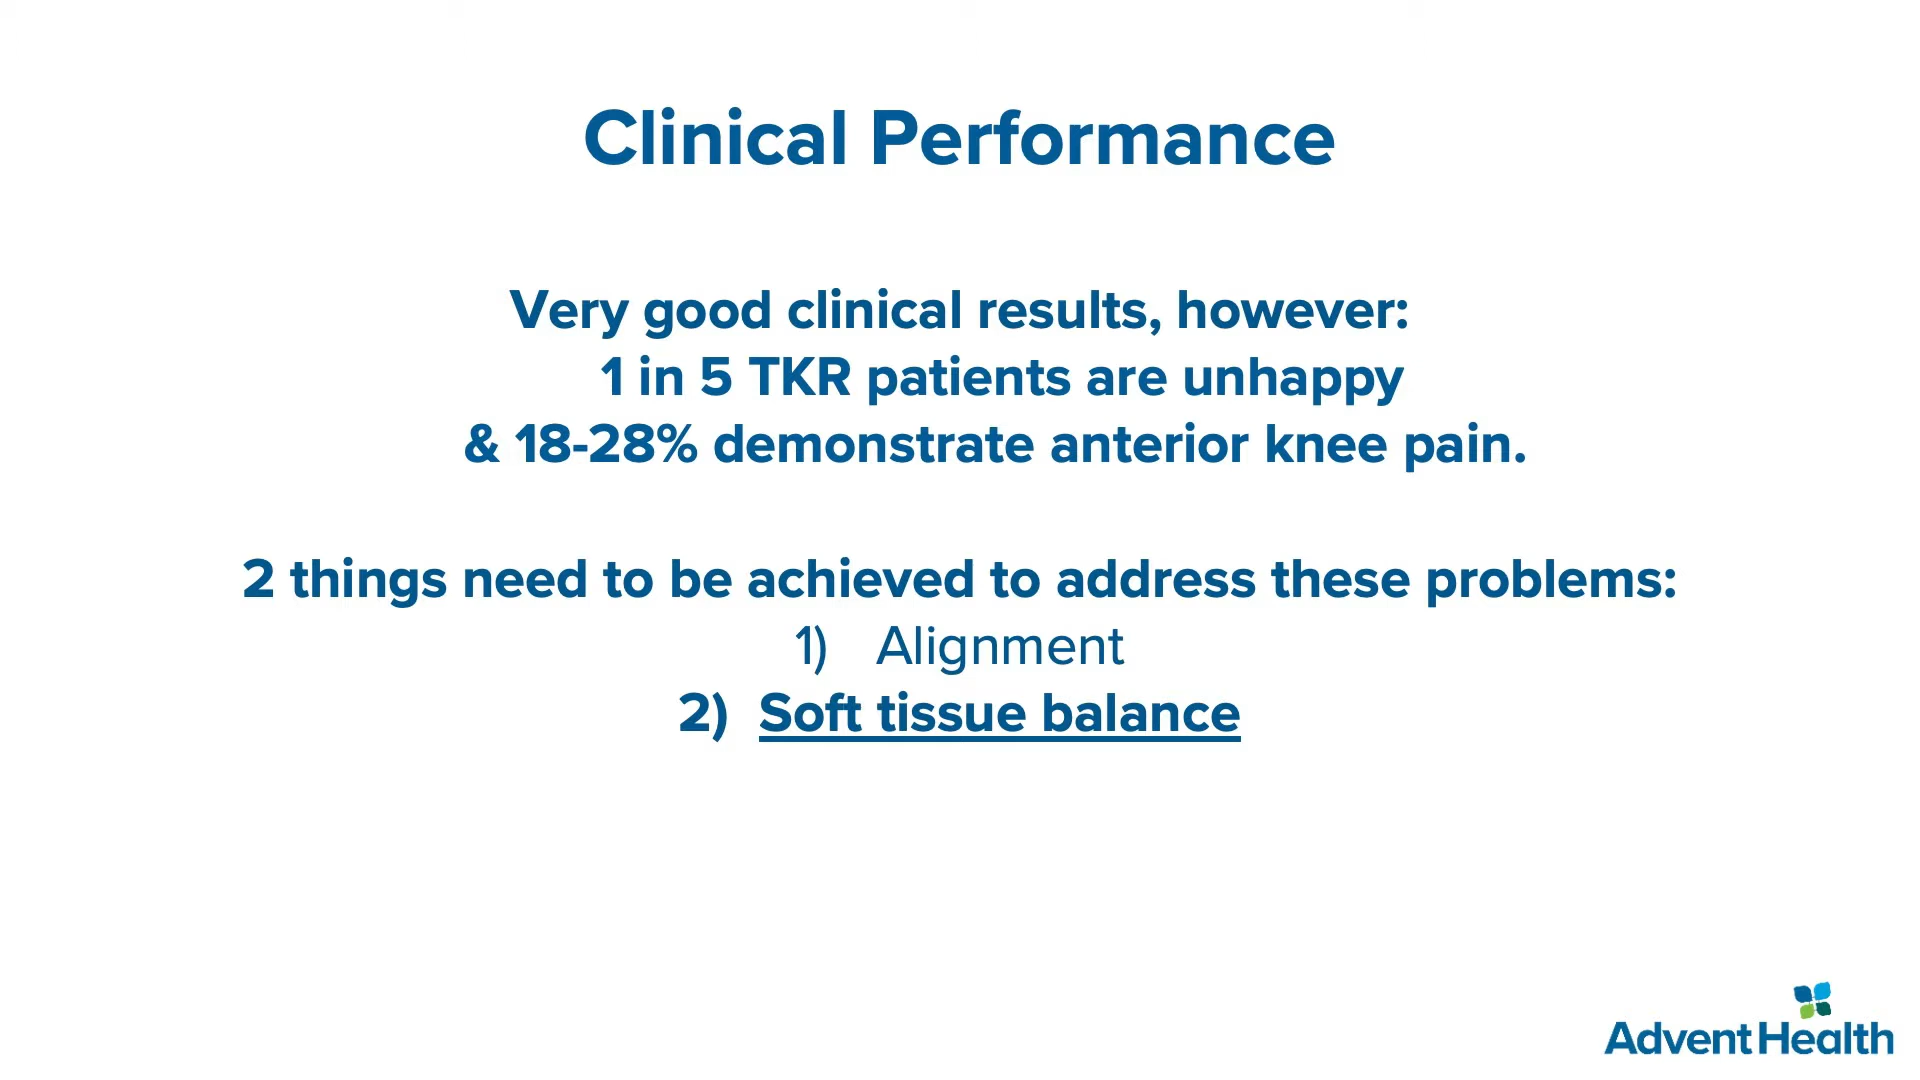 Clinical Performance
Very good clinical results, however:
1 in 5 TKR patients are unhappy
& 18-28% demonstrate anterior knee pain.
2 things need to be achieved to address these problems:
1) Alignment
2) Soft tissue balance
AdventHealth